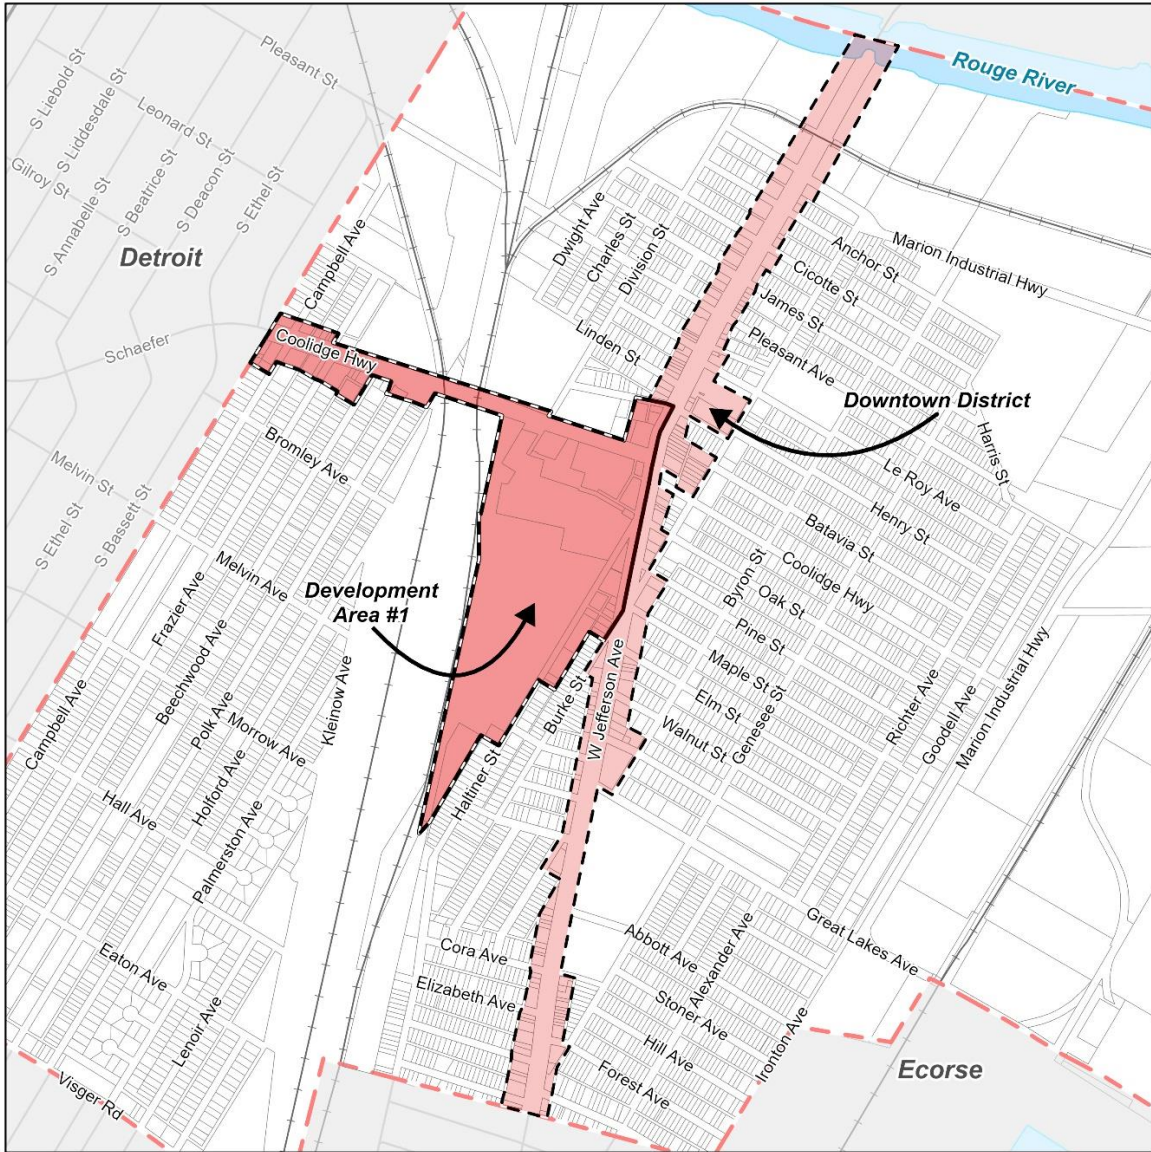 Pleasant St
S Liebold St
S Liddesdale St
Leonard St
Gilroy St
S Annabelle St
S Beatrice St
S Deacon St
S Ethel St
Detroit
Campbell Ave
Schaefer
Coolidge Hwy
Rouge River
Dwight Ave
Charles St
Division St
Linden St
Anchor St
Marion Industrial Hwy
Cicotte St
James St
Pleasant Ave
Downtown District
Harris St
Le Roy Ave
Henry St
Batavia St
Coolidge Hwy
Byron St
Oak St
Pine St
Maple St
Genesee St
Elm St
Walnut St
Richter Ave
Goodell Ave
Marion Industrial Hwy
Bromley Ave
Melvin St
S Ethel St
S Bassett St
Melvin Ave
Development
Area #1
Frazier Ave
Beechwood Ave
Campbell Ave
Polk Ave
Morrow Ave
Kleinow Ave
Holford Ave
Hall Ave
Palmerston Ave
Haltiner St
Burke St
W Jefferson Ave
Eaton Ave
Lenoir Ave
Visger Rd
Cora Ave
Elizabeth Ave
Abbott Ave
Alexander Ave
Great Lakes Ave
Stoner Ave
Hill Ave
Forest Ave
Ironton Ave
Ecorse